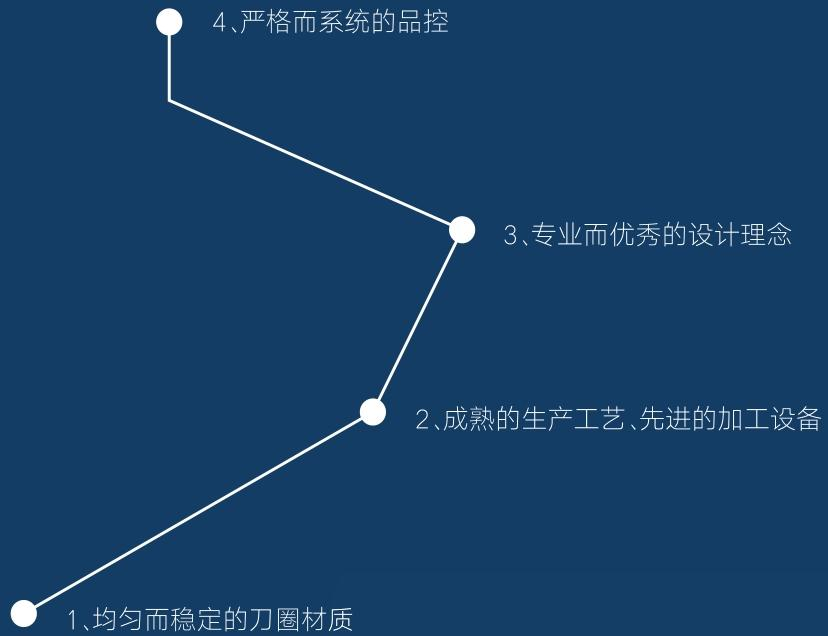 4、严格而系统的品控
3、专业而优秀的设计理念
2、成熟的生产工艺、先进的加工设备
1、均匀而稳定的刀圈材质